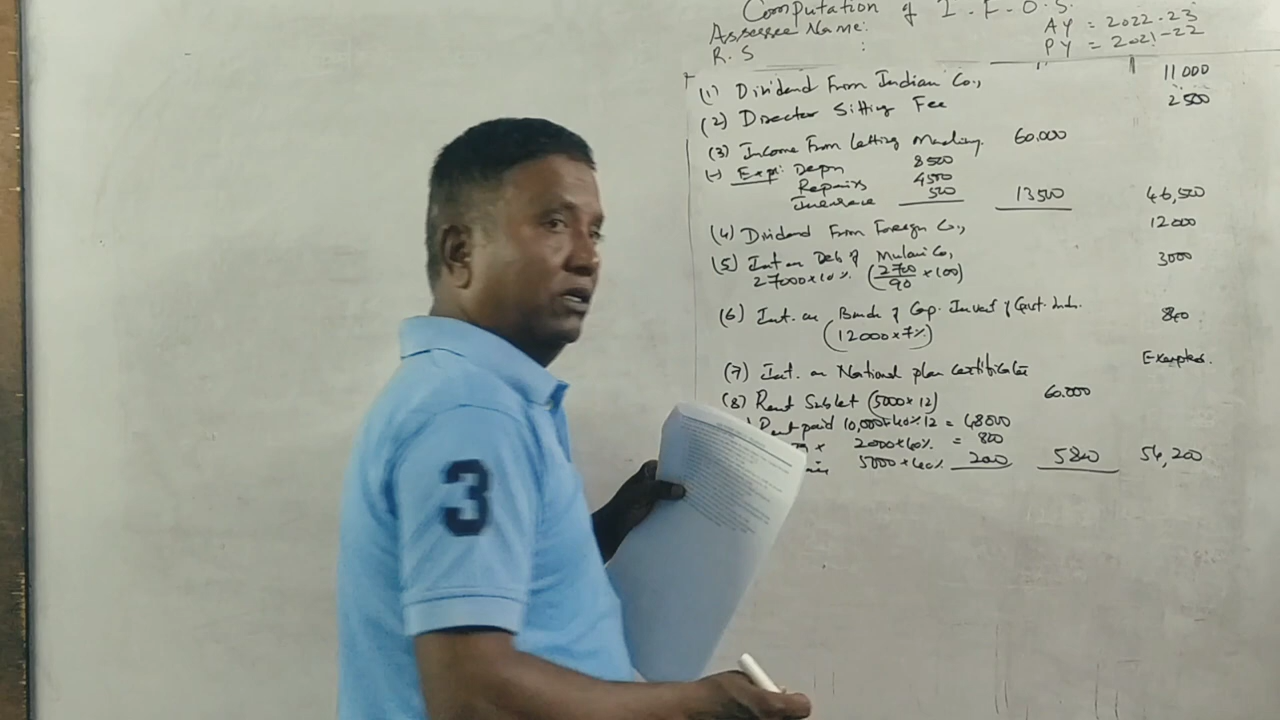 Computation of I.F.O.S.
Assessee Name:
AY = 2022-23
R.S :
PY = 2021-22
(1) Dividend From Indian Co., 11000
(2) Director Sitting Fee 2500
(3) Income From Letting 60,000
(-) Exp: Depn 8500
Repairs 4500
Insurance 500 13500 46,500
(4) Dividend From Foreign Co., 12000
(5) Int on Deb of Co, 3000
27000×10% (2700/90 ×100)
(6) Int. on Bonds of Cap. Invest of Govt. Ind. 840
(12000×7%)
(7) Int. on National plan certificates Exempted.
(8) Rent Sublet (5000×12) 60.000
Rent paid 10,000×40%×12 = 48000
x 2000×40% = 800
5000×40% 200 5800 54,200
3